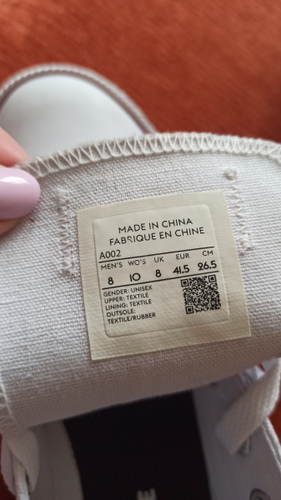 MADE IN CHINA
FABRIQUE EN CHINE
A002
MEN'S WO'S UK EUR CM
8 10 8 41.5 26.5
GENDER: UNISEX
UPPER: TEXTILE
LINING: TEXTILE
OUTSOLE:
TEXTILE/RUBBER